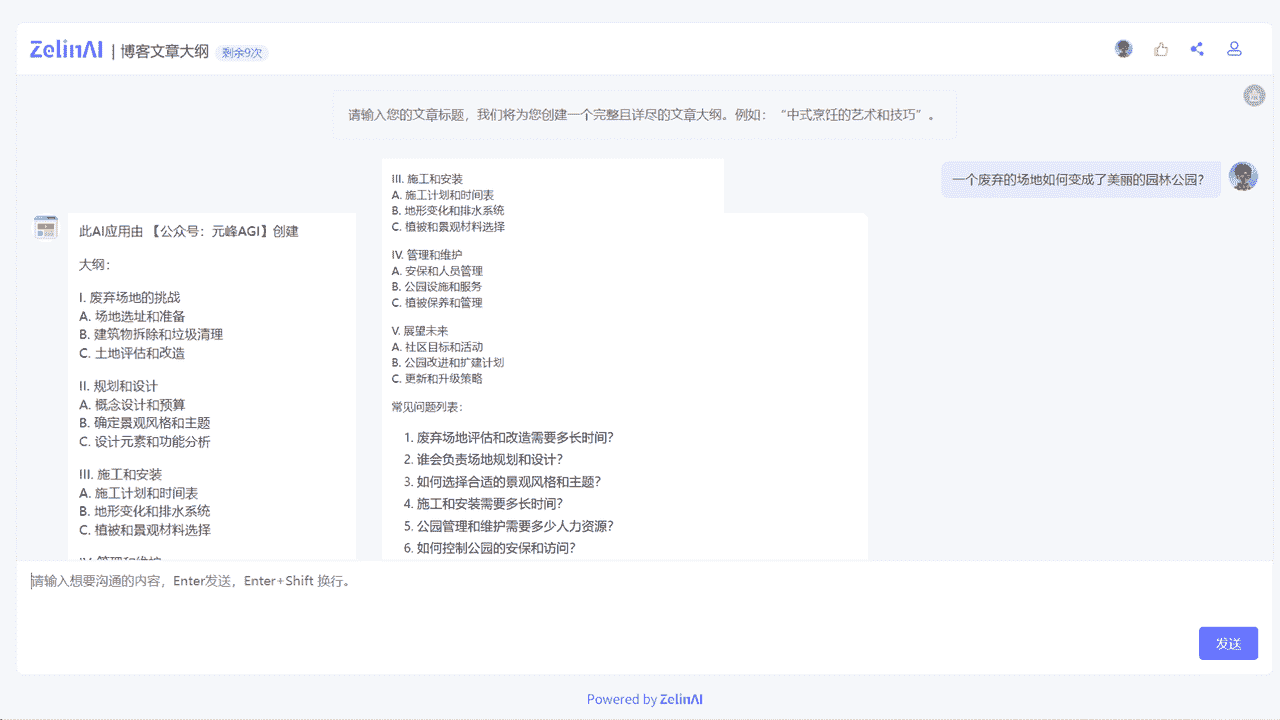 ZelinAI | 博客文章大纲 剩余9次
请输入您的文章标题，我们将为您创建一个完整且详尽的文章大纲。例如：“中式烹饪的艺术和技巧”。
一个废弃的场地如何变成了美丽的园林公园？
此AI应用由 【公众号：元峰AGI】创建
大纲：
I. 废弃场地的挑战
A. 场地选址和准备
B. 建筑物拆除和垃圾清理
C. 土地评估和改造
II. 规划和设计
A. 概念设计和预算
B. 确定景观风格和主题
C. 设计元素和功能分析
III. 施工和安装
A. 施工计划和时间表
B. 地形变化和排水系统
C. 植被和景观材料选择
IV. 管理和维护
III. 施工和安装
A. 施工计划和时间表
B. 地形变化和排水系统
C. 植被和景观材料选择
IV. 管理和维护
A. 安保和人员管理
B. 公园设施和服务
C. 植被保养和管理
V. 展望未来
A. 社区目标和活动
B. 公园改进和扩建计划
C. 更新和升级策略
常见问题列表：
1. 废弃场地评估和改造需要多长时间？
2. 谁会负责场地规划和设计？
3. 如何选择合适的景观风格和主题？
4. 施工和安装需要多长时间？
5. 公园管理和维护需要多少人力资源？
6. 如何控制公园的安保和访问？
请输入想要沟通的内容，Enter发送，Enter+Shift 换行。
发送
Powered by ZelinAI